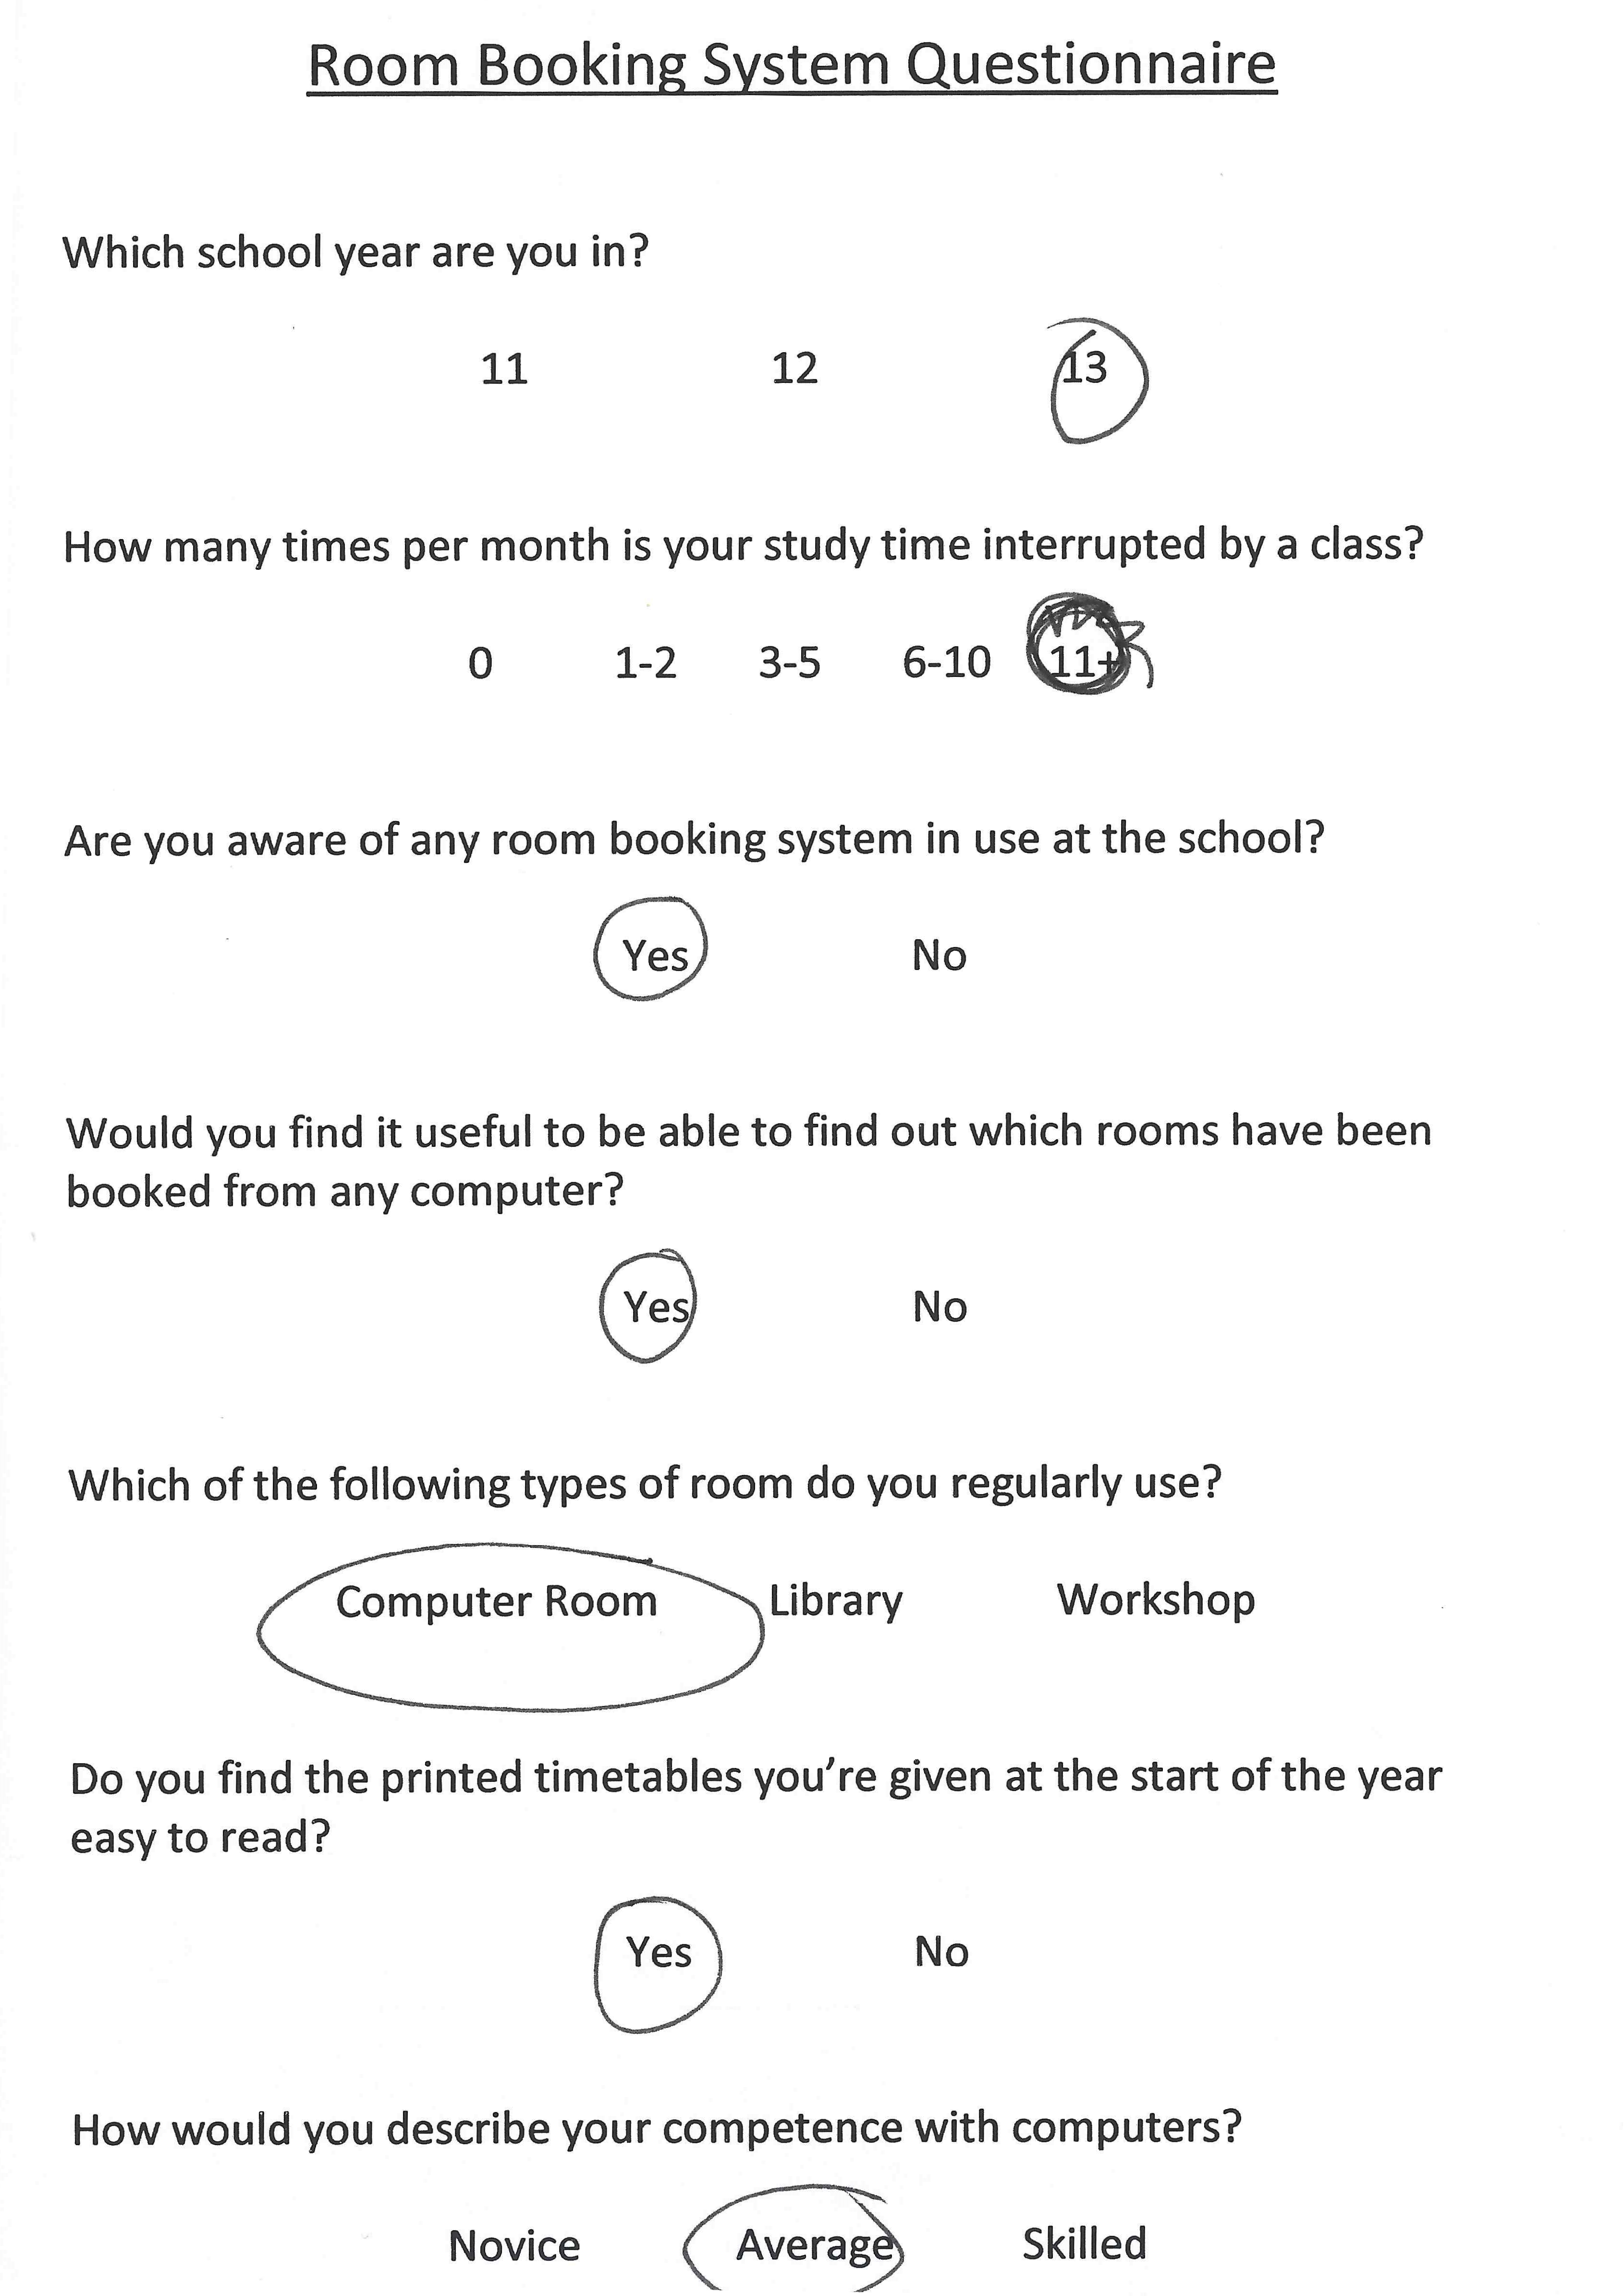 Room Booking System Questionnaire
Which school year are you in?
11 12 13
How many times per month is your study time interrupted by a class?
0 1-2 3-5 6-10 11+
Are you aware of any room booking system in use at the school?
Yes No
Would you find it useful to be able to find out which rooms have been
booked from any computer?
Yes No
Which of the following types of room do you regularly use?
Computer Room Library Workshop
Do you find the printed timetables you're given at the start of the year
easy to read?
Yes No
How would you describe your competence with computers?
Novice Average Skilled